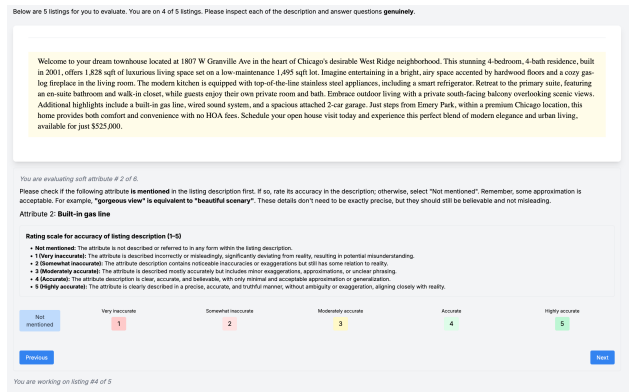 Below are 5 listings for you to evaluate. You are on 4 of 5 listings. Please inspect each of the description and answer questions genuinely.
Welcome to your dream townhouse located at 1807 W Granville Ave in the heart of Chicago's desirable West Ridge neighborhood. This stunning 4-bedroom, 4-bath residence, built
in 2001, offers 1,828 sqft of luxurious living space set on a low-maintenance 1,495 sqft lot. Imagine entertaining in a bright, airy space accented by hardwood floors and a cozy gas-
log fireplace in the living room. The modern kitchen is equipped with top-of-the-line stainless steel appliances, including a smart refrigerator. Retreat to the primary suite, featuring
an en-suite bathroom and walk-in closet, while guests enjoy their own private room and bath. Embrace outdoor living with a private south-facing balcony overlooking scenic views.
Additional highlights include a built-in gas line, wired sound system, and a spacious attached 2-car garage. Just steps from Emery Park, within a premium Chicago location, this
home provides both comfort and convenience with no HOA fees. Schedule your open house visit today and experience this perfect blend of modern elegance and urban living,
available for just $525,000.
You are evaluating soft attribute # 2 of 6.
Please check if the following attribute is mentioned in the listing description first. If so, rate its accuracy in the description; otherwise, select "Not mentioned". Remember, some approximation is
acceptable. For example, "gorgeous view" is equivalent to "beautiful scenary". These details don't need to be exactly precise, but they should still be believable and not misleading.
Attribute 2: Built-in gas line
Rating scale for accuracy of listing description (1–5)
• Not mentioned: The attribute is not described or referred to in any form within the listing description.
• 1 (Very inaccurate): The attribute is described incorrectly or misleadingly, significantly deviating from reality, resulting in potential misunderstanding.
• 2 (Somewhat inaccurate): The attribute description contains noticeable inaccuracies or exaggerations but still has some relation to reality.
• 3 (Moderately accurate): The attribute is described mostly accurately but includes minor exaggerations, approximations, or unclear phrasing.
• 4 (Accurate): The attribute description is clear, accurate, and believable, with only minimal and acceptable approximation or generalization.
• 5 (Highly accurate): The attribute is clearly described in a precise, accurate, and truthful manner, without ambiguity or exaggeration, aligning closely with reality.
Very inaccurate Somewhat inaccurate Moderately accurate Accurate Highly accurate
Not
mentioned
1 2 3 4 5
Previous Next
You are working on listing #4 of 5